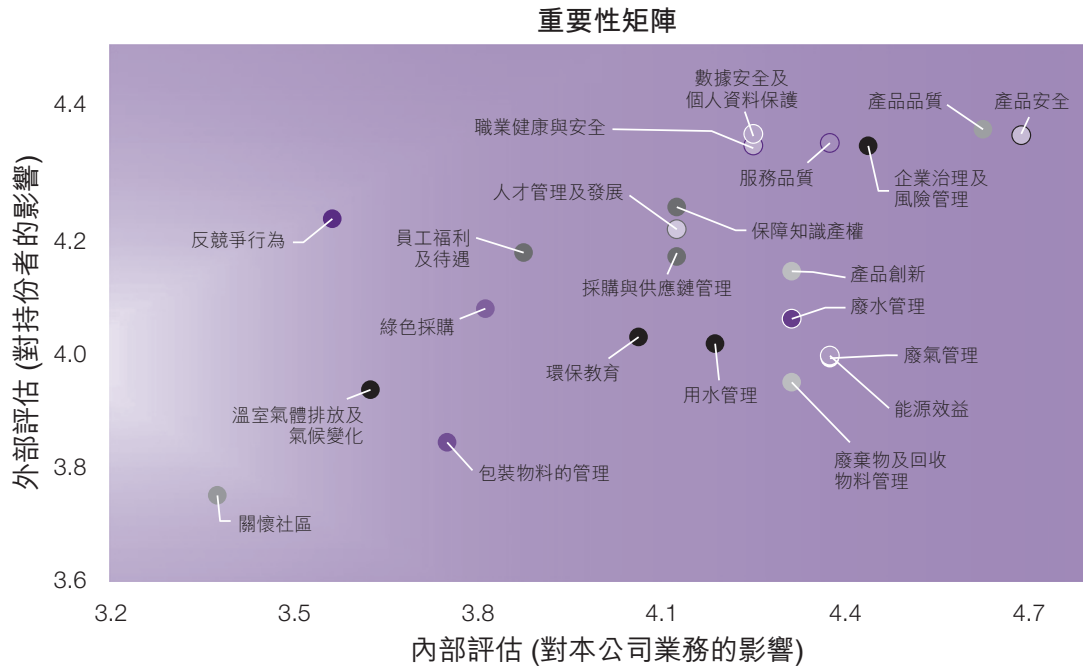 重要性矩陣
外部評估 (對持份者的影響)
4.4
4.2
4.0
3.8
3.6
數據安全及
個人資料保護
產品品質
產品安全
職業健康與安全
服務品質
企業治理及
風險管理
人才管理及發展
反競爭行為
員工福利
及待遇
保障知識產權
採購與供應鏈管理
產品創新
綠色採購
廢水管理
環保教育
用水管理
廢氣管理
能源效益
溫室氣體排放及
氣候變化
包裝物料的管理
廢棄物及回收
物料管理
關懷社區
3.2
3.5
3.8
4.1
4.4
4.7
內部評估 (對本公司業務的影響)